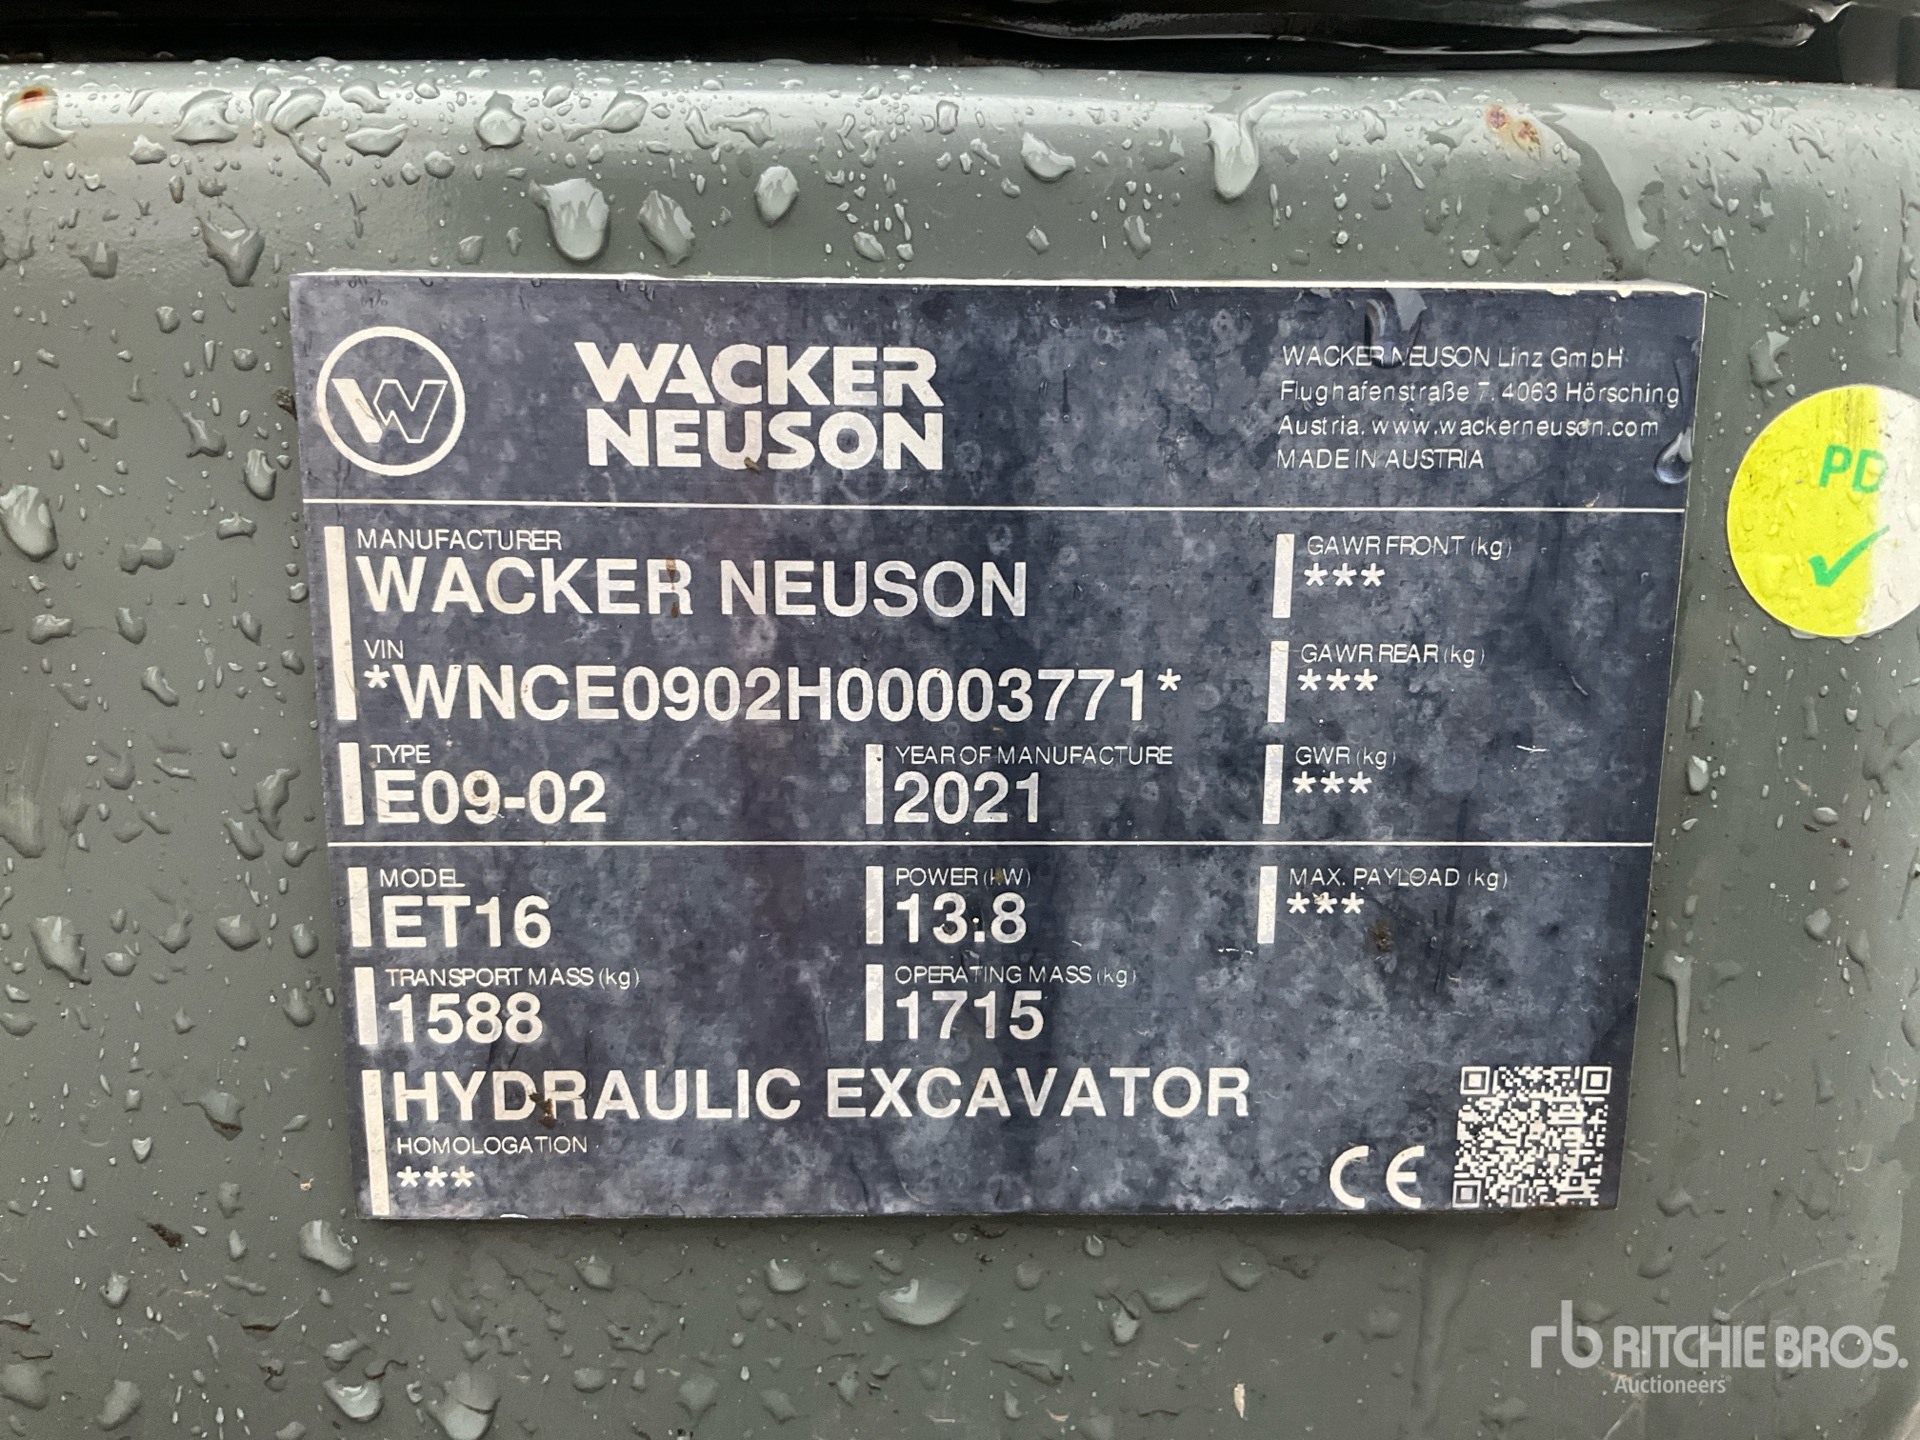 WACKER
NEUSON
WACKER NEUSON Linz GmbH
Flughafenstraße 7, 4063 Hörsching
Austria, www.wackerneuson.com
MADE IN AUSTRIA
MANUFACTURER
WACKER NEUSON
VIN
*WNCE0902H00003771*
TYPE
E09-02
YEAR OF MANUFACTURE
2021
MODEL
ET16
POWER (kW)
13.8
TRANSPORT MASS (kg)
1588
OPERATING MASS (kg)
1715
HYDRAULIC EXCAVATOR
HOMOLOGATION
***
GAWR FRONT (kg)
***
GAWR REAR (kg)
***
GWR (kg)
***
MAX. PAYLOAD (kg)
***
CE
rb RITCHIE BROS.
Auctioneers